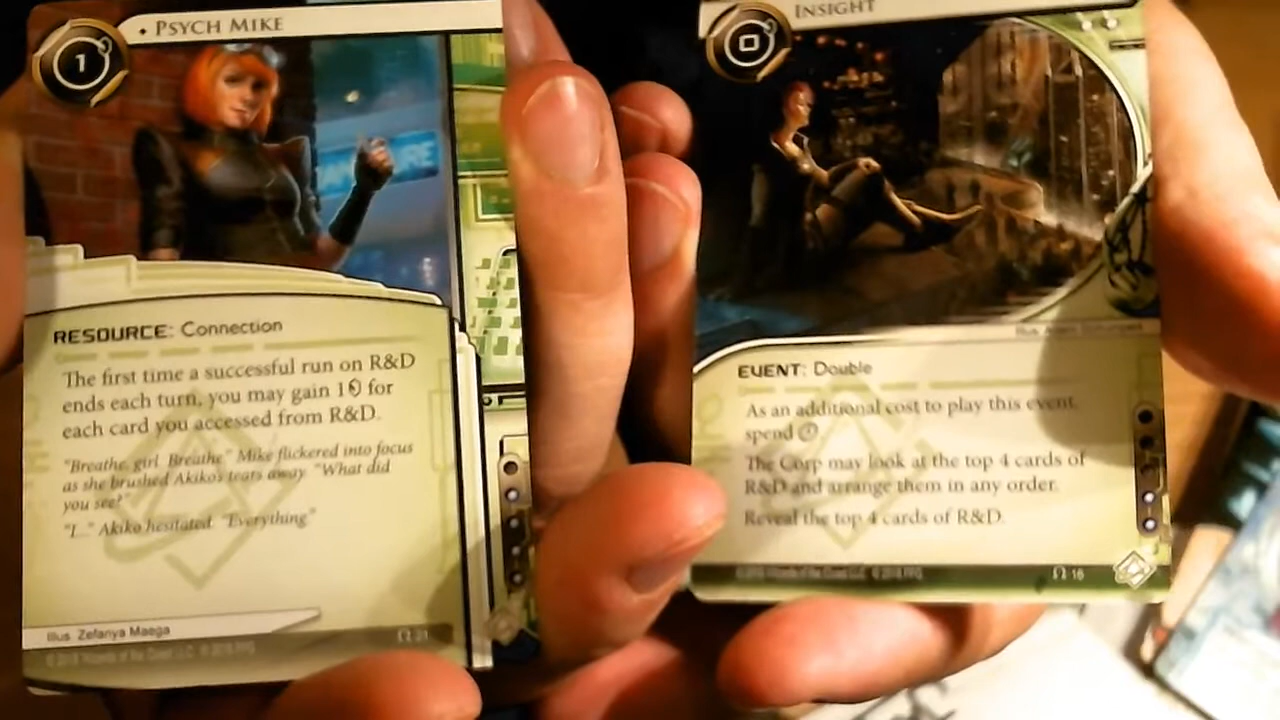 • PSYCH MIKE
1
RESOURCE: Connection
The first time a successful run on R&D
ends each turn, you may gain 1 for
each card you accessed from R&D.
"Breathe, girl. Breathe." Mike flickered into focus
as she brushed Akiko's tears away. "What did
you see?"
"I..." Akiko hesitated. "Everything"
Illus. Zefanya Maega
21
INSIGHT
0
EVENT: Double
As an additional cost to play this event,
spend
The Corp may look at the top 4 cards of
R&D and arrange them in any order.
Reveal the top 4 cards of R&D.
16